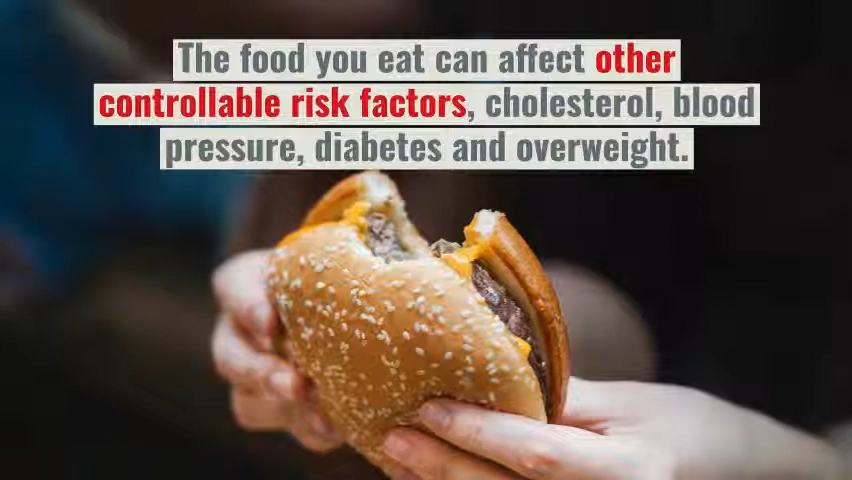 The food you eat can affect other
controllable risk factors, cholesterol, blood
pressure, diabetes and overweight.